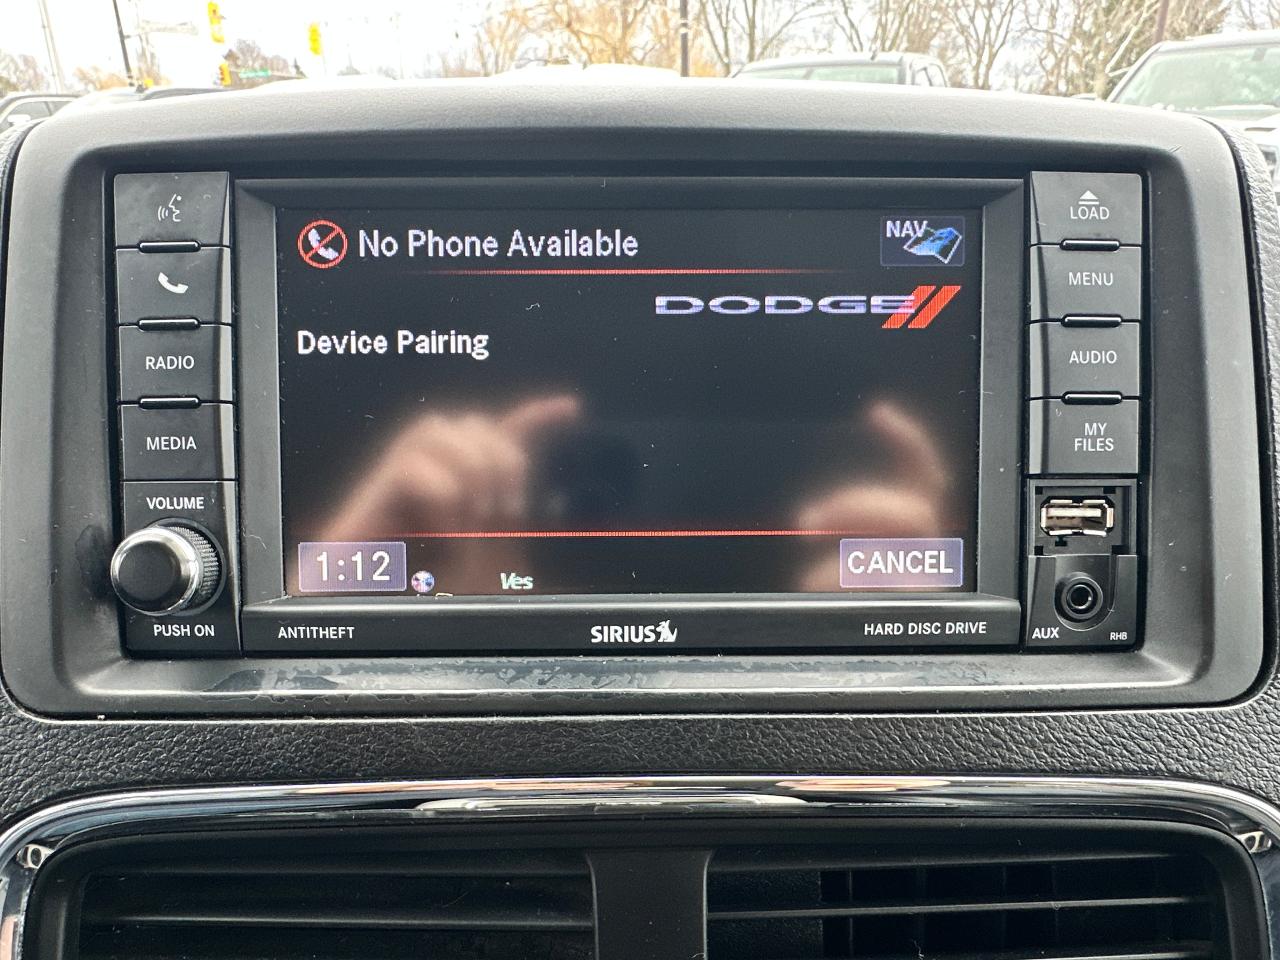 No Phone Available
NAV
DODGE
Device Pairing
1:12
Ves
CANCEL
RADIO
MEDIA
VOLUME
PUSH ON
LOAD
MENU
AUDIO
MY
FILES
AUX
RHB
ANTITHEFT
SIRIUS
HARD DISC DRIVE